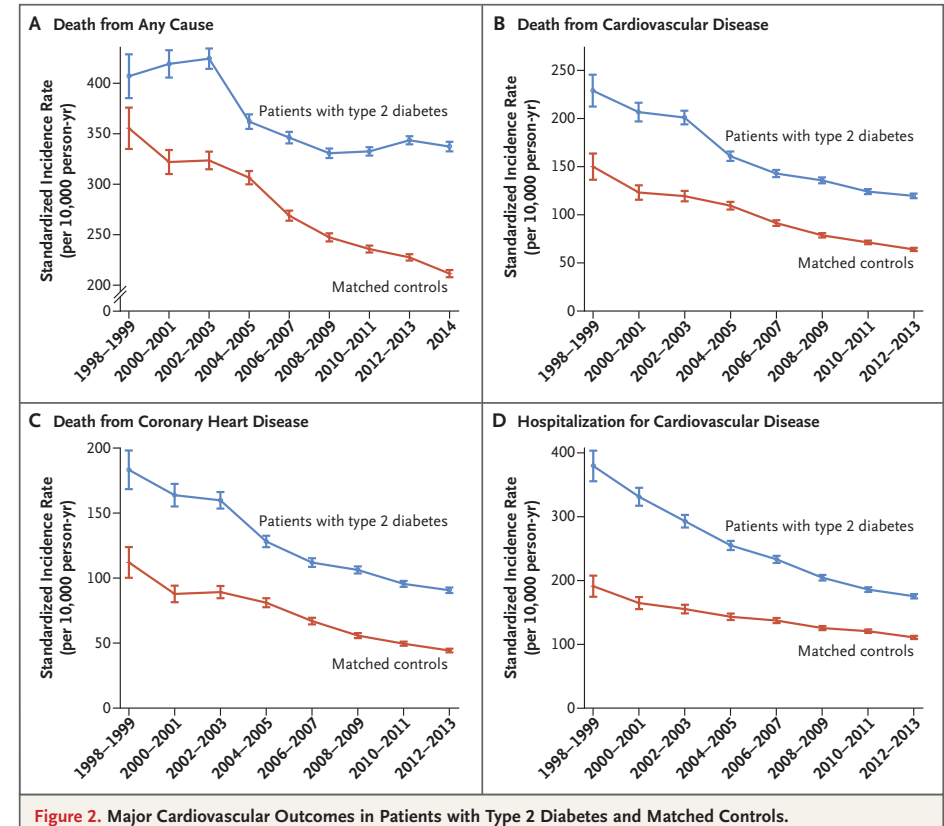 A Death from Any Cause
Standardized Incidence Rate
(per 10,000 person-yr)
400
350
300
250
200
0
Patients with type 2 diabetes
Matched controls
1998–1999
2000–2001
2002–2003
2004–2005
2006–2007
2008–2009
2010–2011
2012–2013
2014
B Death from Cardiovascular Disease
Standardized Incidence Rate
(per 10,000 person-yr)
250
200
150
100
50
0
Patients with type 2 diabetes
Matched controls
1998–1999
2000–2001
2002–2003
2004–2005
2006–2007
2008–2009
2010–2011
2012–2013
C Death from Coronary Heart Disease
Standardized Incidence Rate
(per 10,000 person-yr)
200
150
100
50
0
Patients with type 2 diabetes
Matched controls
1998–1999
2000–2001
2002–2003
2004–2005
2006–2007
2008–2009
2010–2011
2012–2013
D Hospitalization for Cardiovascular Disease
Standardized Incidence Rate
(per 10,000 person-yr)
400
300
200
100
0
Patients with type 2 diabetes
Matched controls
1998–1999
2000–2001
2002–2003
2004–2005
2006–2007
2008–2009
2010–2011
2012–2013
Figure 2. Major Cardiovascular Outcomes in Patients with Type 2 Diabetes and Matched Controls.